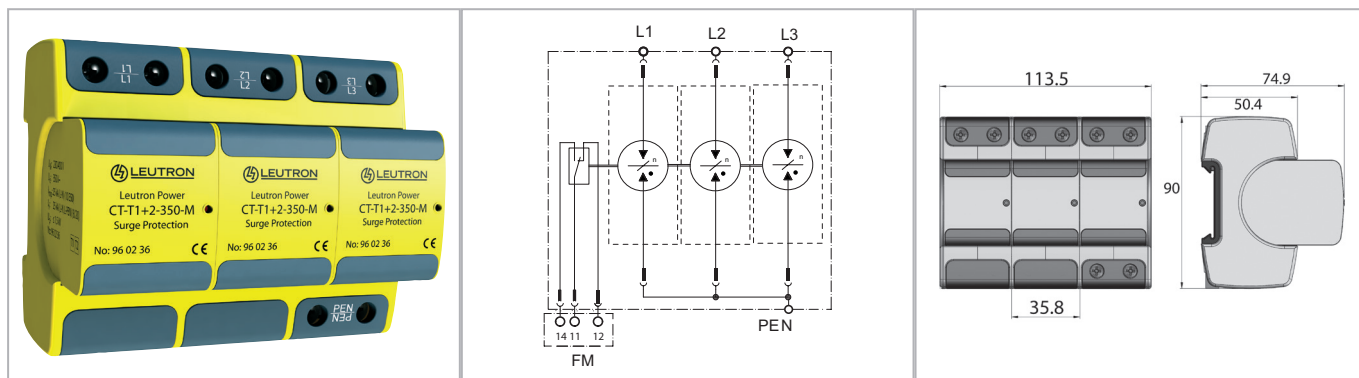 L1
L1
L2
L2
L3
L3
LEUTRON
Leutron Power
CT-T1+2-350-M
Surge Protection
No: 96 02 36
CE
LEUTRON
Leutron Power
CT-T1+2-350-M
Surge Protection
No: 96 02 36
CE
LEUTRON
Leutron Power
CT-T1+2-350-M
Surge Protection
No: 96 02 36
CE
PEN
PEN
L1 L2 L3
n n n
PEN
14 11 12
FM
113.5
35.8
74.9
50.4
90